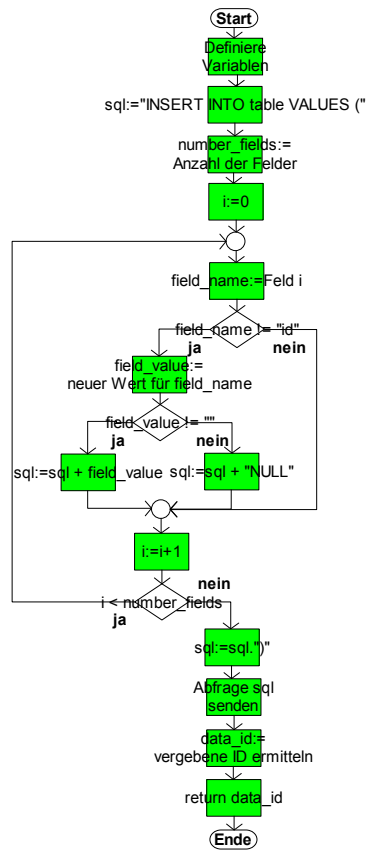 Start
Definiere
Variablen
sql:="INSERT INTO table VALUES ("
number_fields:=
Anzahl der Felder
i:=0
field_name:=Feld i
field_name != "id"
ja
nein
field_value:=
neuer Wert für field_name
field_value != ""
ja
nein
sql:=sql + field_value
sql:=sql + "NULL"
i:=i+1
nein
i < number_fields
ja
sql:=sql.")"
Abfrage sql
senden
data_id:=
vergebene ID ermitteln
return data_id
Ende